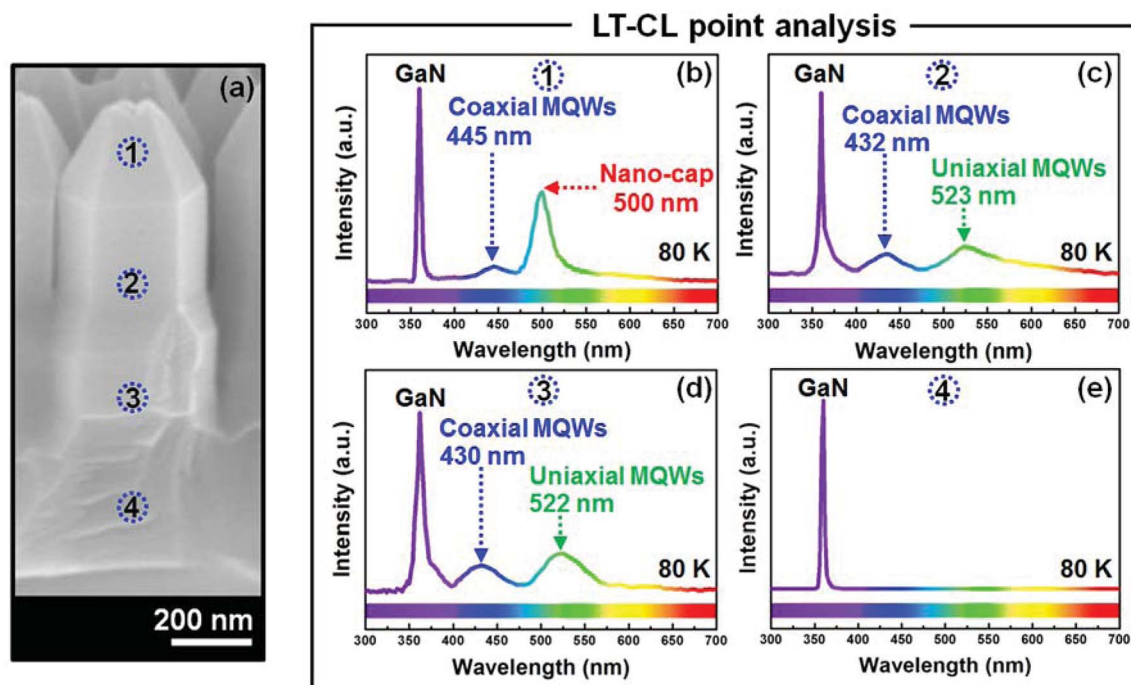 LT-CL point analysis
(a)
1
2
3
4
200 nm
GaN
1
(b)
Coaxial MQWs
445 nm
Nano-cap
500 nm
80 K
Intensity (a.u.)
300 350 400 450 500 550 600 650 700
Wavelength (nm)
GaN
2
(c)
Coaxial MQWs
432 nm
Uniaxial MQWs
523 nm
80 K
Intensity (a.u.)
300 350 400 450 500 550 600 650 700
Wavelength (nm)
GaN
3
(d)
Coaxial MQWs
430 nm
Uniaxial MQWs
522 nm
80 K
Intensity (a.u.)
300 350 400 450 500 550 600 650 700
Wavelength (nm)
GaN
4
(e)
80 K
Intensity (a.u.)
300 350 400 450 500 550 600 650 700
Wavelength (nm)